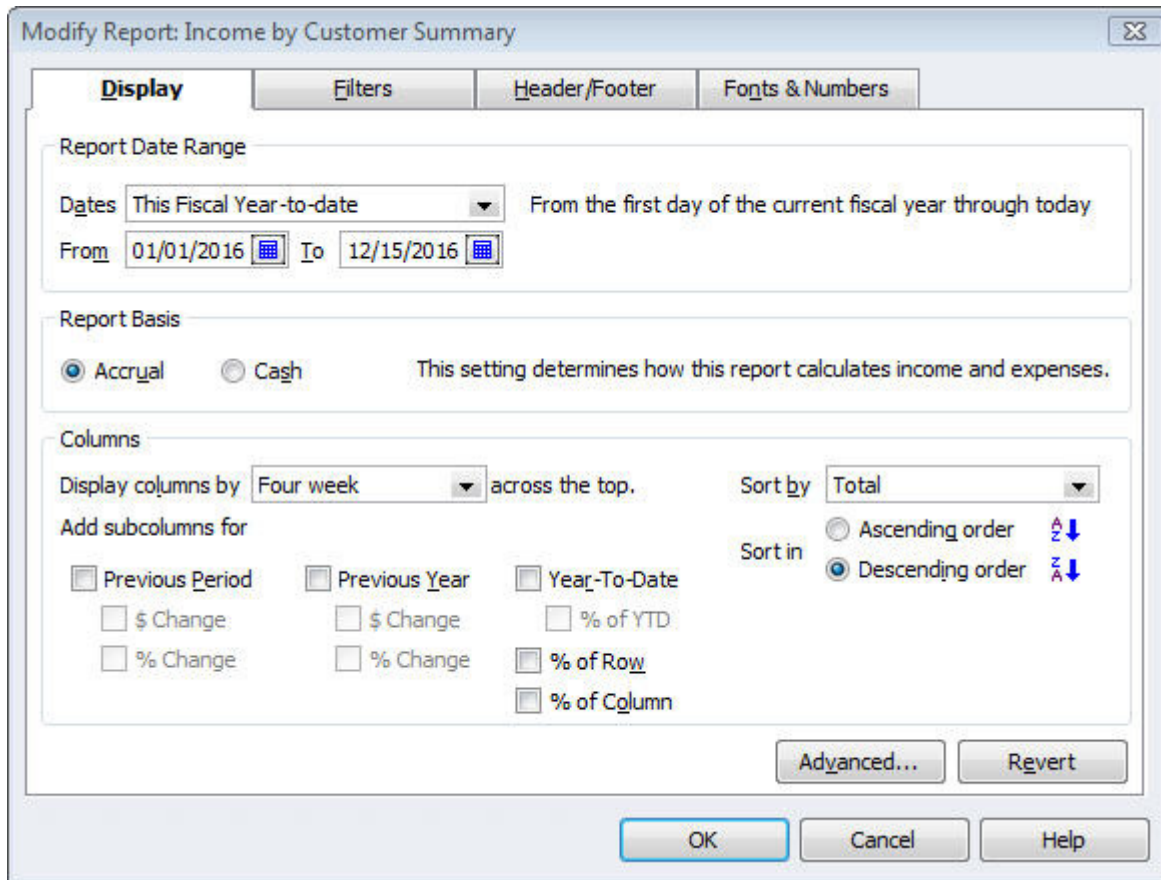 Modify Report: Income by Customer Summary
Display Filters Header/Footer Fonts & Numbers
Report Date Range
Dates This Fiscal Year-to-date From the first day of the current fiscal year through today
From 01/01/2016 To 12/15/2016
Report Basis
Accrual Cash This setting determines how this report calculates income and expenses.
Columns
Display columns by Four week across the top. Sort by Total
Add subcolumns for
Sort in Ascending order A Z
Descending order Z A
Previous Period Previous Year Year-To-Date
$ Change $ Change % of YTD
% Change % Change % of Row
% of Column
Advanced... Revert
OK Cancel Help